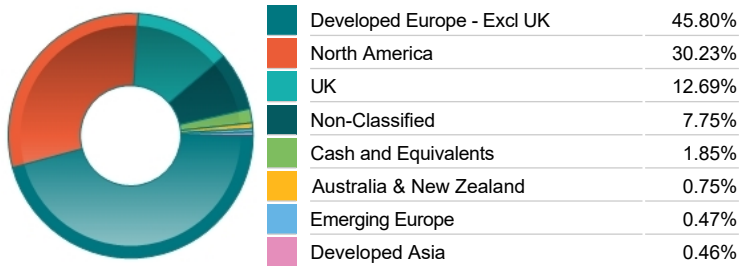 Developed Europe - Excl UK 45.80%
North America 30.23%
UK 12.69%
Non-Classified 7.75%
Cash and Equivalents 1.85%
Australia & New Zealand 0.75%
Emerging Europe 0.47%
Developed Asia 0.46%